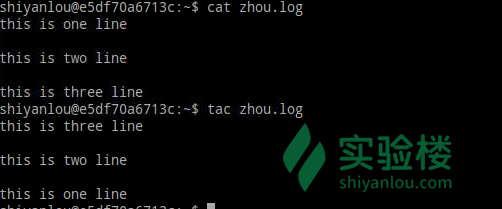 shiyanlou@e5df70a6713c:~$ cat zhou.log
this is one line
this is two line
this is three line
shiyanlou@e5df70a6713c:~$ tac zhou.log
this is three line
this is two line
this is one line
shiyanlou@e5df70a6713c:~$
实验楼
shiyanlou.com